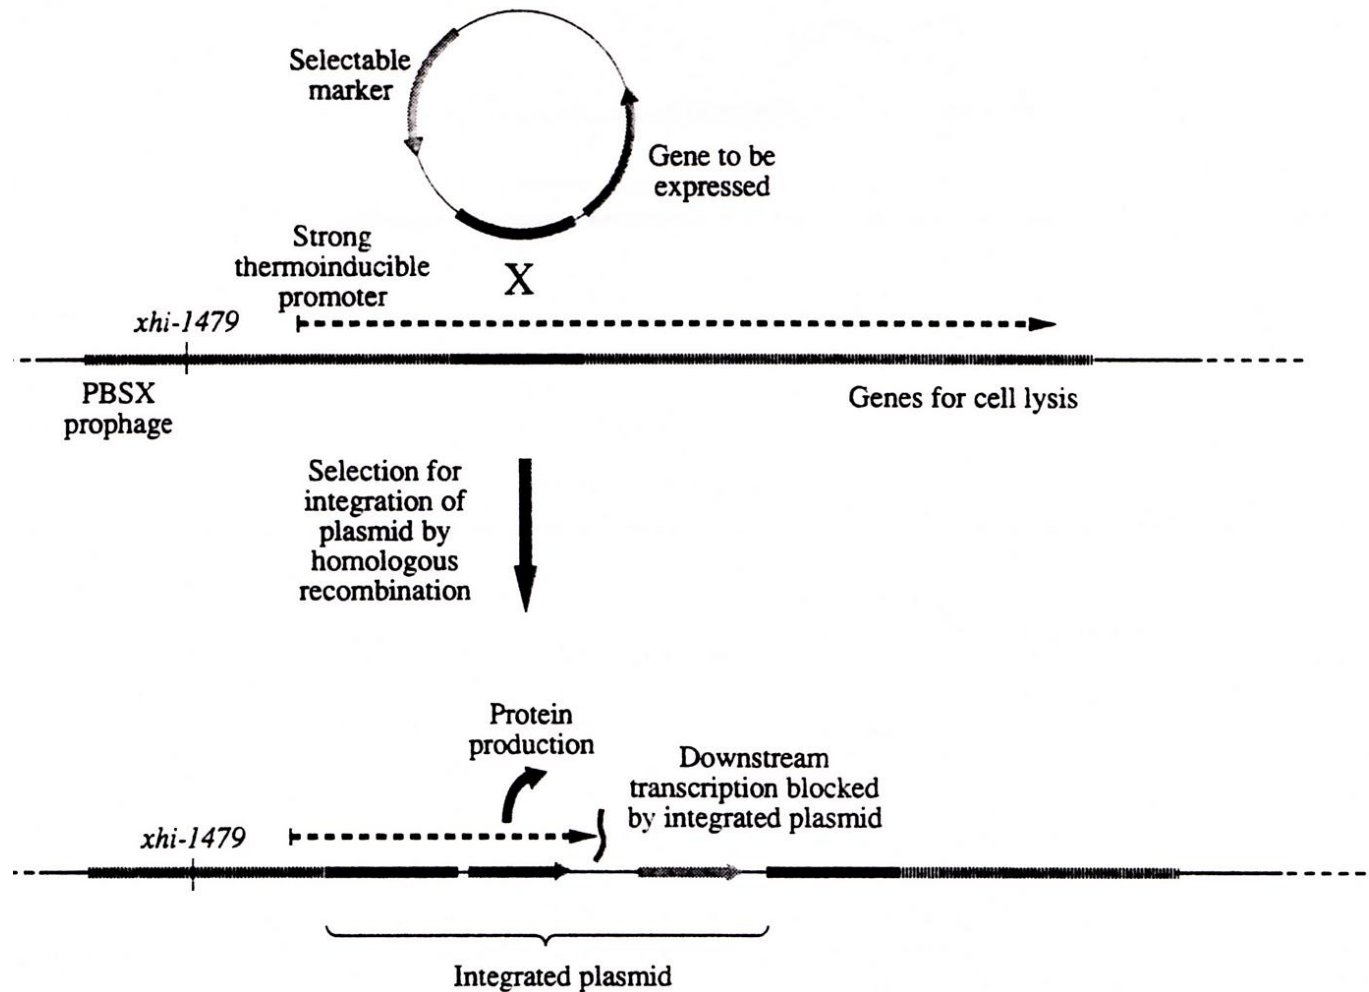 Selectable
marker
Gene to be
expressed
Strong
thermoinducible
promoter
X
xhi-1479
PBSX
prophage
Genes for cell lysis
Selection for
integration of
plasmid by
homologous
recombination
Protein
production
Downstream
transcription blocked
by integrated plasmid
xhi-1479
Integrated plasmid